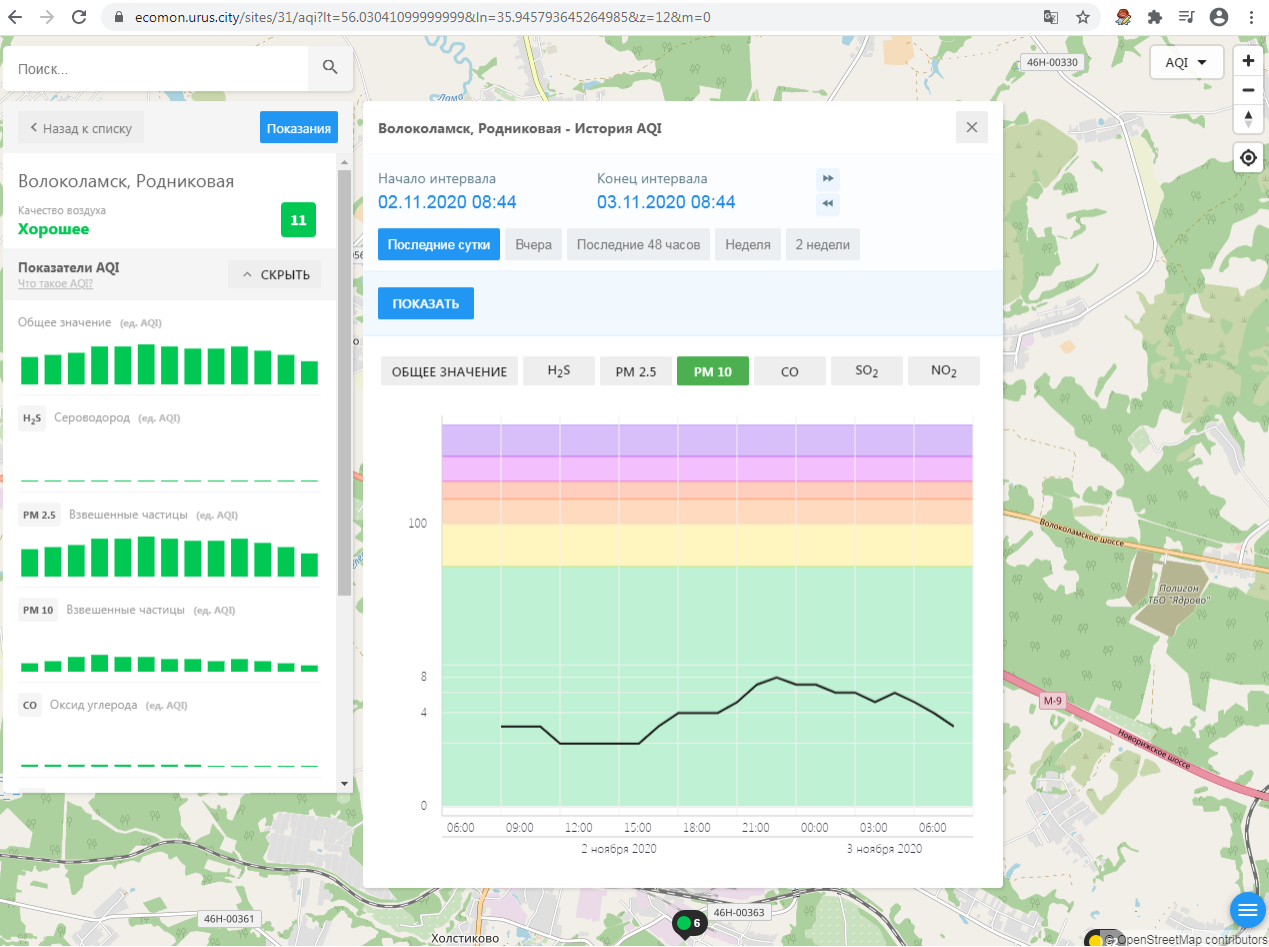 ecomon.urus.city/sites/31/aqi?lt=56.03041099999999&ln=35.945793645264985&z=12&m=0
Поиск...
46Н-00330
AQI
Назад к списку
Показания
Волоколамск, Родниковая
Качество воздуха
Хорошее
11
Показатели AQI
Что такое AQI?
СКРЫТЬ
Общее значение (ед. AQI)
H2S Сероводород (ед. AQI)
PM 2.5 Взвешенные частицы (ед. AQI)
PM 10 Взвешенные частицы (ед. AQI)
CO Оксид углерода (ед. AQI)
Волоколамск, Родниковая - История AQI
Начало интервала
02.11.2020 08:44
Конец интервала
03.11.2020 08:44
Последние сутки
Вчера
Последние 48 часов
Неделя
2 недели
ПОКАЗАТЬ
ОБЩЕЕ ЗНАЧЕНИЕ
H2S
PM 2.5
PM 10
CO
SO2
NO2
100
8
4
0
06:00 09:00 12:00 15:00 18:00 21:00 00:00 03:00 06:00
2 ноября 2020
3 ноября 2020
Волоколамское шоссе
Полигон
ТБО "Ядрово"
М-9
Новорижское шоссе
46Н-00361
46Н-00363
6
Холстиково
© OpenStreetMap contributors